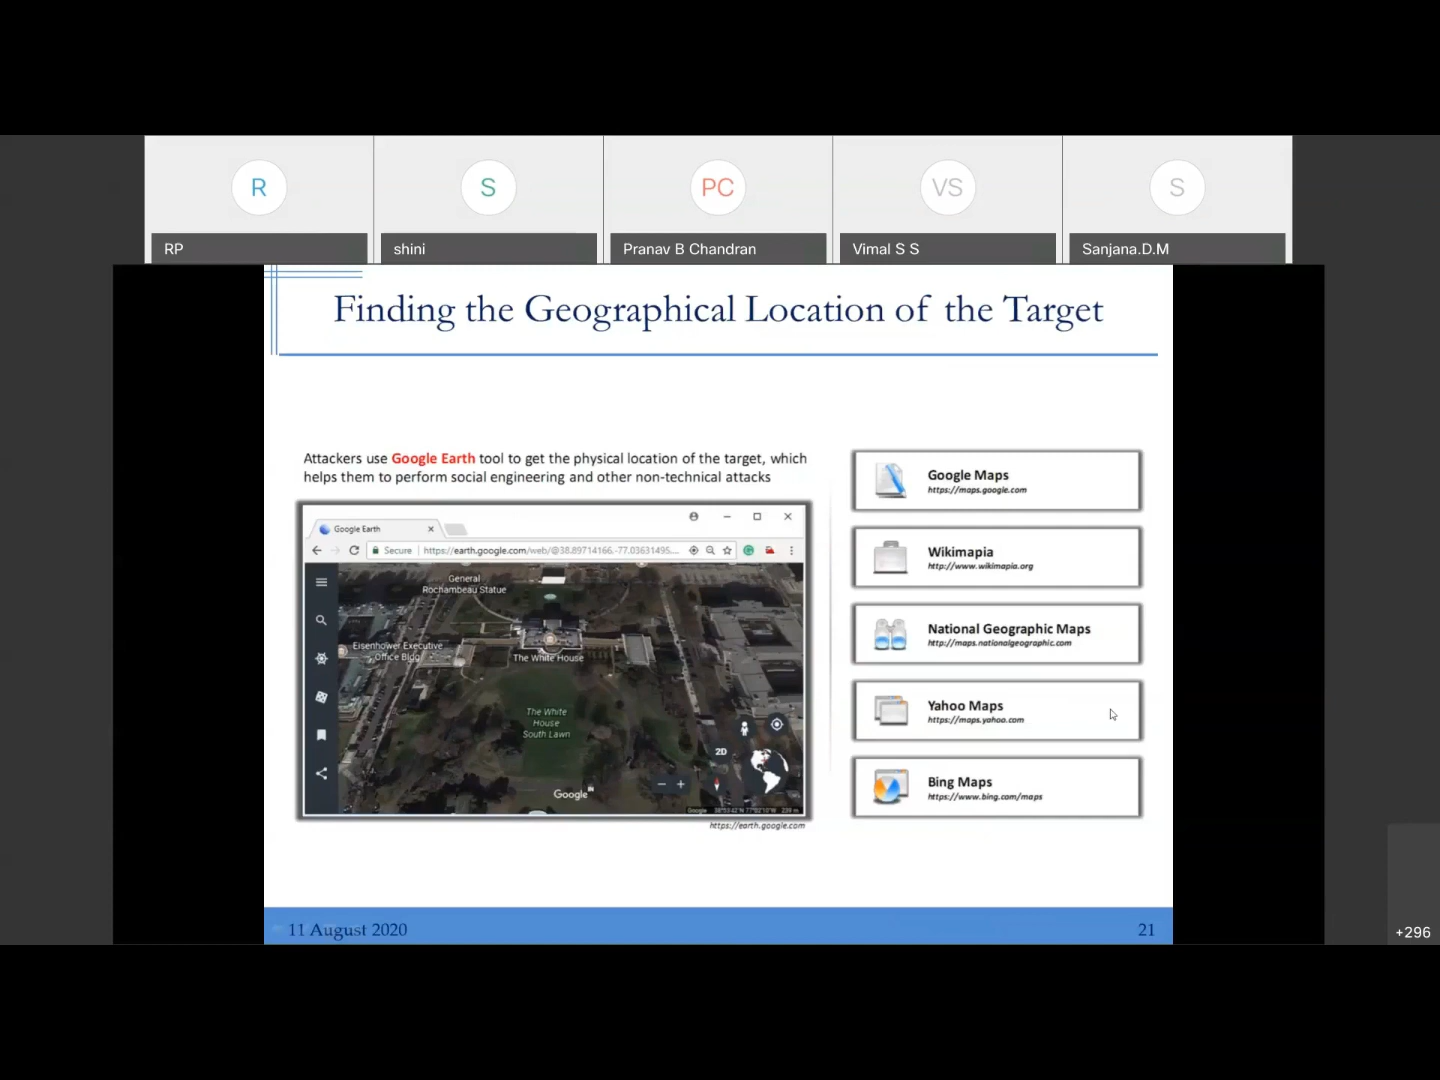 R
S
PC
VS
S
RP
shini
Pranav B Chandran
Vimal S S
Sanjana.D.M
Finding the Geographical Location of the Target
Attackers use Google Earth tool to get the physical location of the target, which
helps them to perform social engineering and other non-technical attacks
Google Earth
Secure
https://earth.google.com/web/@38.89714166,-77.03631495,...
General
Rochambeau Statue
Eisenhower Executive
Office Bldg
The White House
The White
House
South Lawn
2D
Google
https://earth.google.com
Google Maps
https://maps.google.com
Wikimapia
http://www.wikimapia.org
National Geographic Maps
http://maps.nationalgeographic.com
Yahoo Maps
https://maps.yahoo.com
Bing Maps
https://www.bing.com/maps
11 August 2020
21
+296